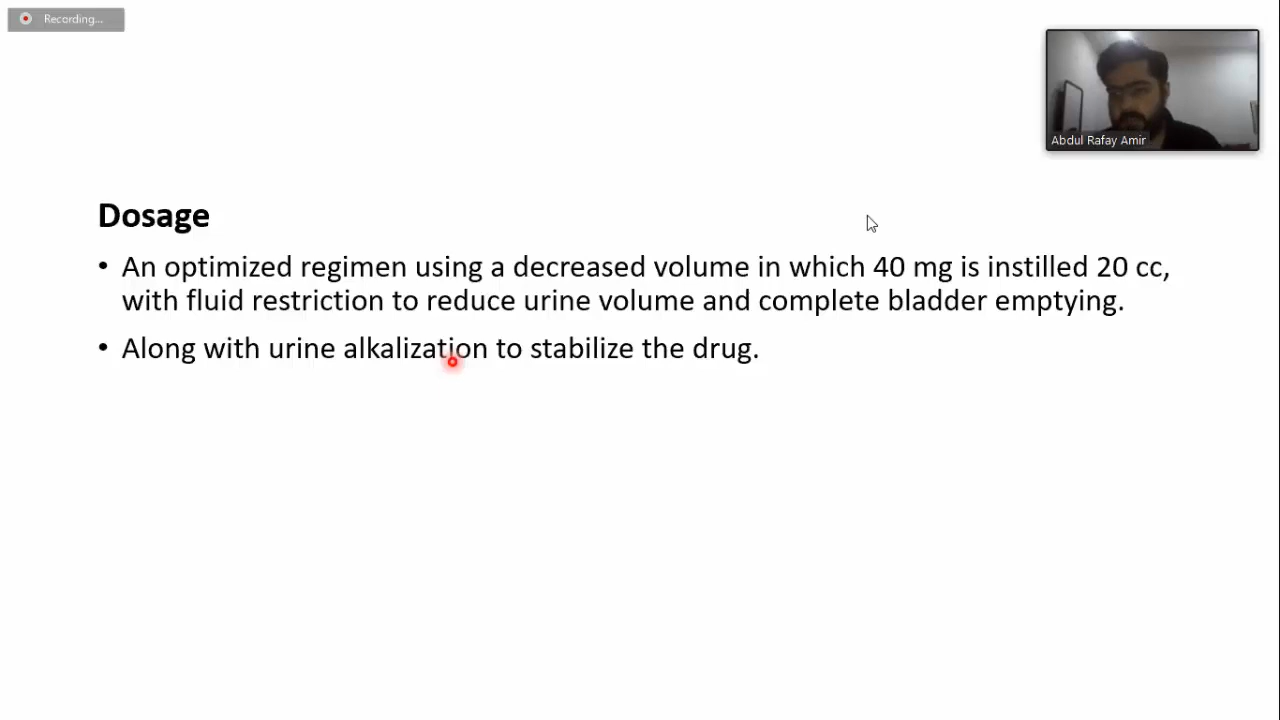 Recording...
Abdul Rafay Amir
Dosage
• An optimized regimen using a decreased volume in which 40 mg is instilled 20 cc,
with fluid restriction to reduce urine volume and complete bladder emptying.
• Along with urine alkalization to stabilize the drug.